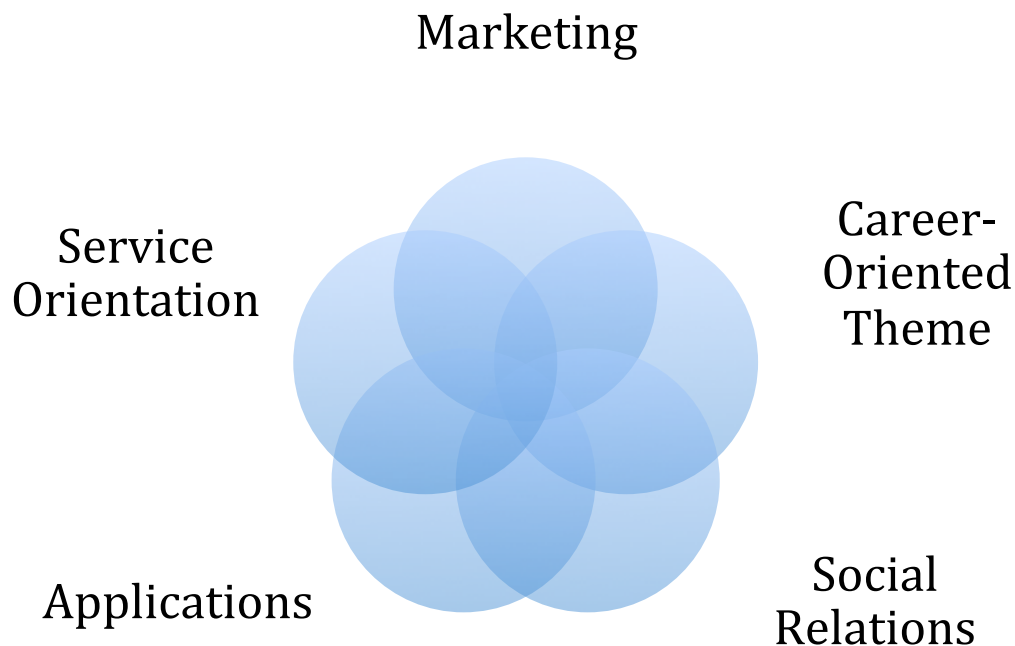 Marketing
Career-
Oriented
Theme
Service
Orientation
Social
Relations
Applications